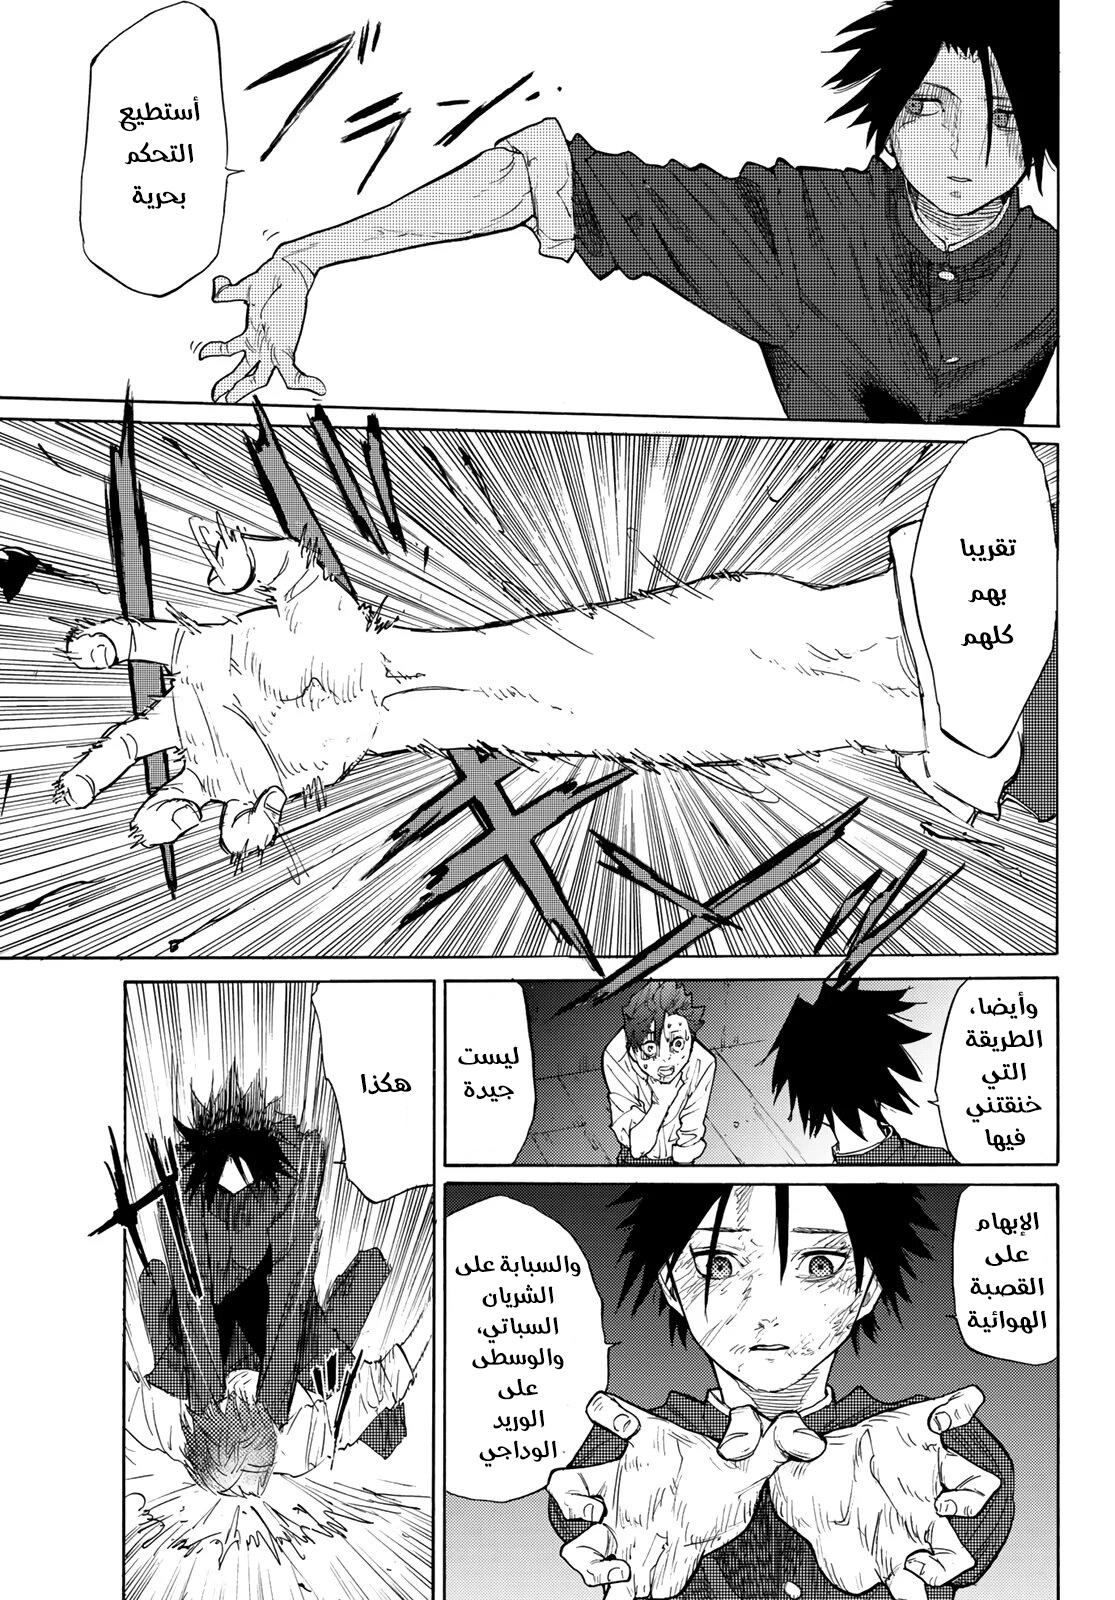 ブラン..
أستطيع
التحكم
بحرية
تقريبا
بهم
كلهم
وأيضا،
الطريقة
التي
خنقتني
فيها
ليست
جيدة
الإبهام
على
القصبة
الهوائية
والسبابة على
الشريان
السباتي،
والوسطى
على
الوريد
الوداجي
هكذا